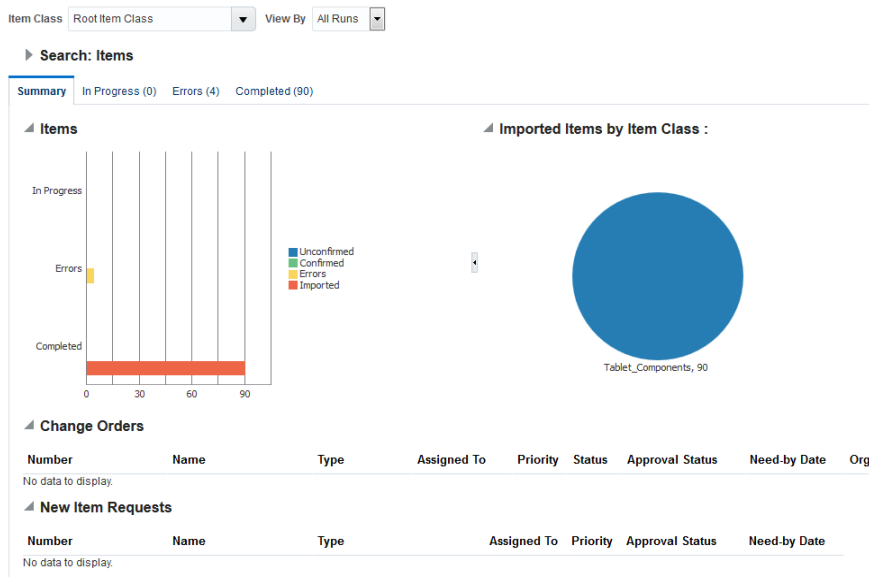 Item Class Root Item Class View By All Runs
Search: Items
Summary In Progress (0) Errors (4) Completed (90)
Items
In Progress
Errors
Completed
0 30 60 90
Unconfirmed
Confirmed
Errors
Imported
Imported Items by Item Class :
Tablet_Components, 90
Change Orders
Number Name Type Assigned To Priority Status Approval Status Need-by Date Org
No data to display.
New Item Requests
Number Name Type Assigned To Priority Approval Status Need-by Date
No data to display.